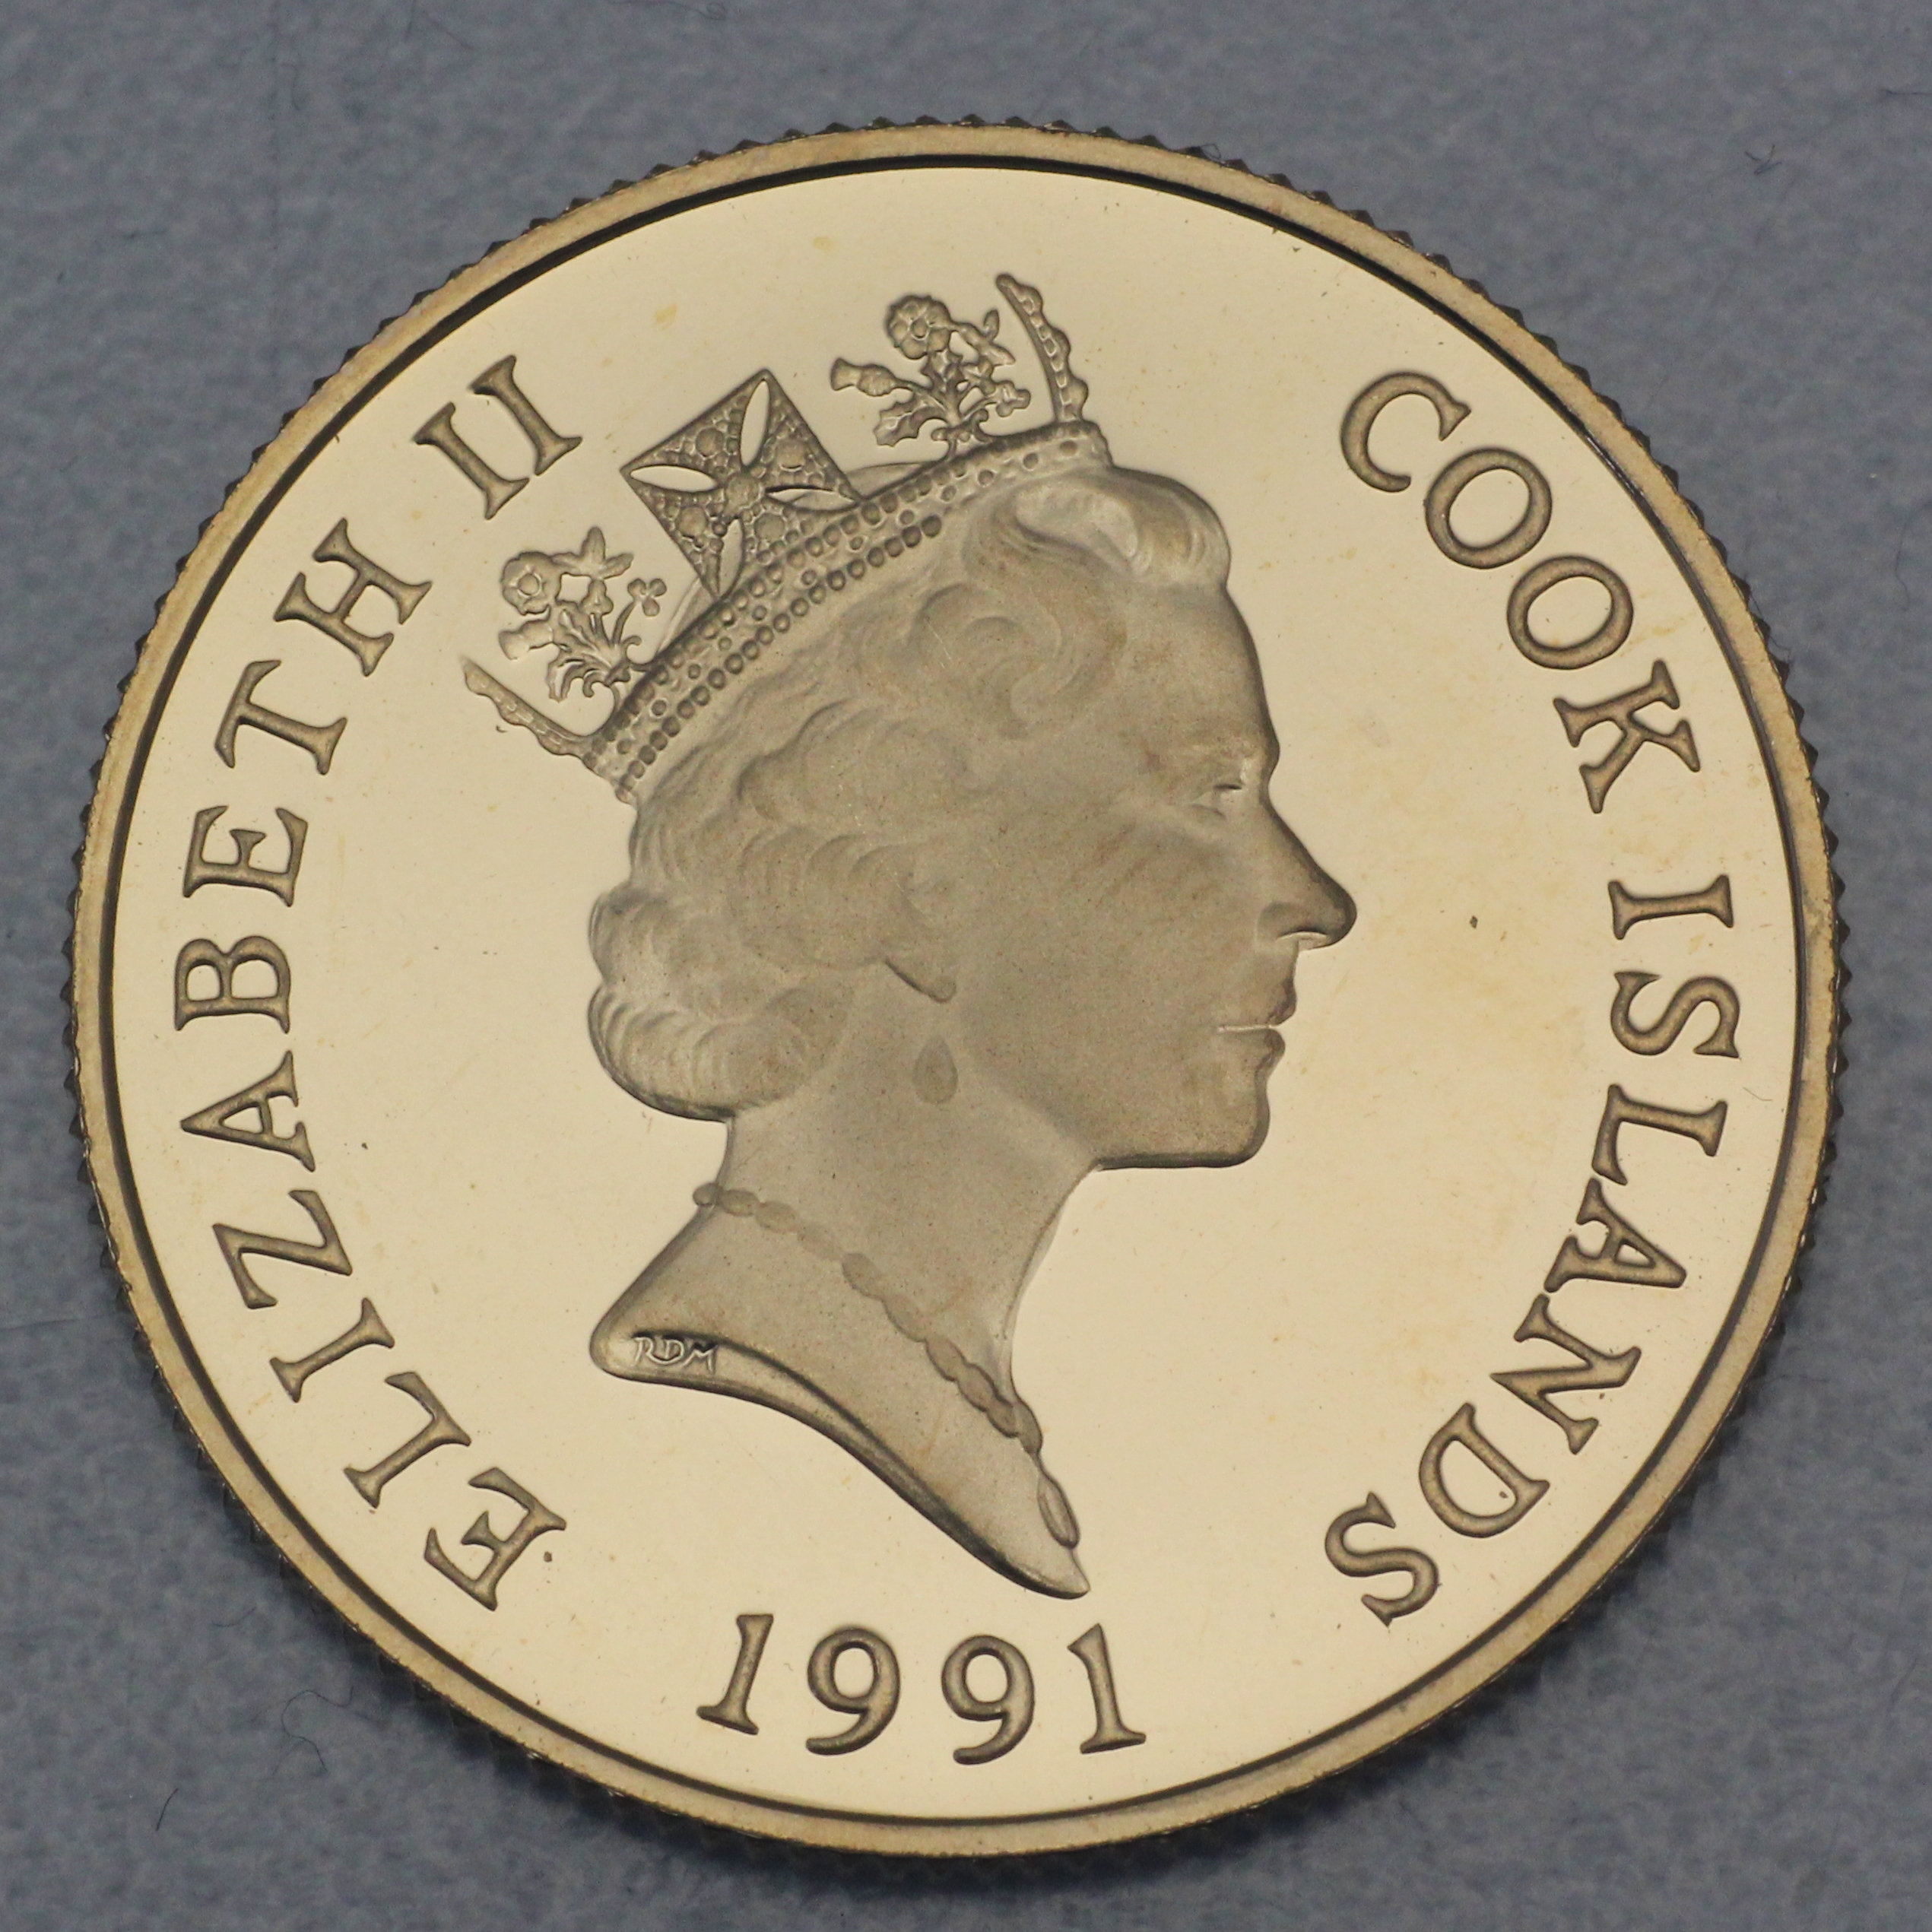 ELIZABETH II
COOK ISLANDS
1991
RDM